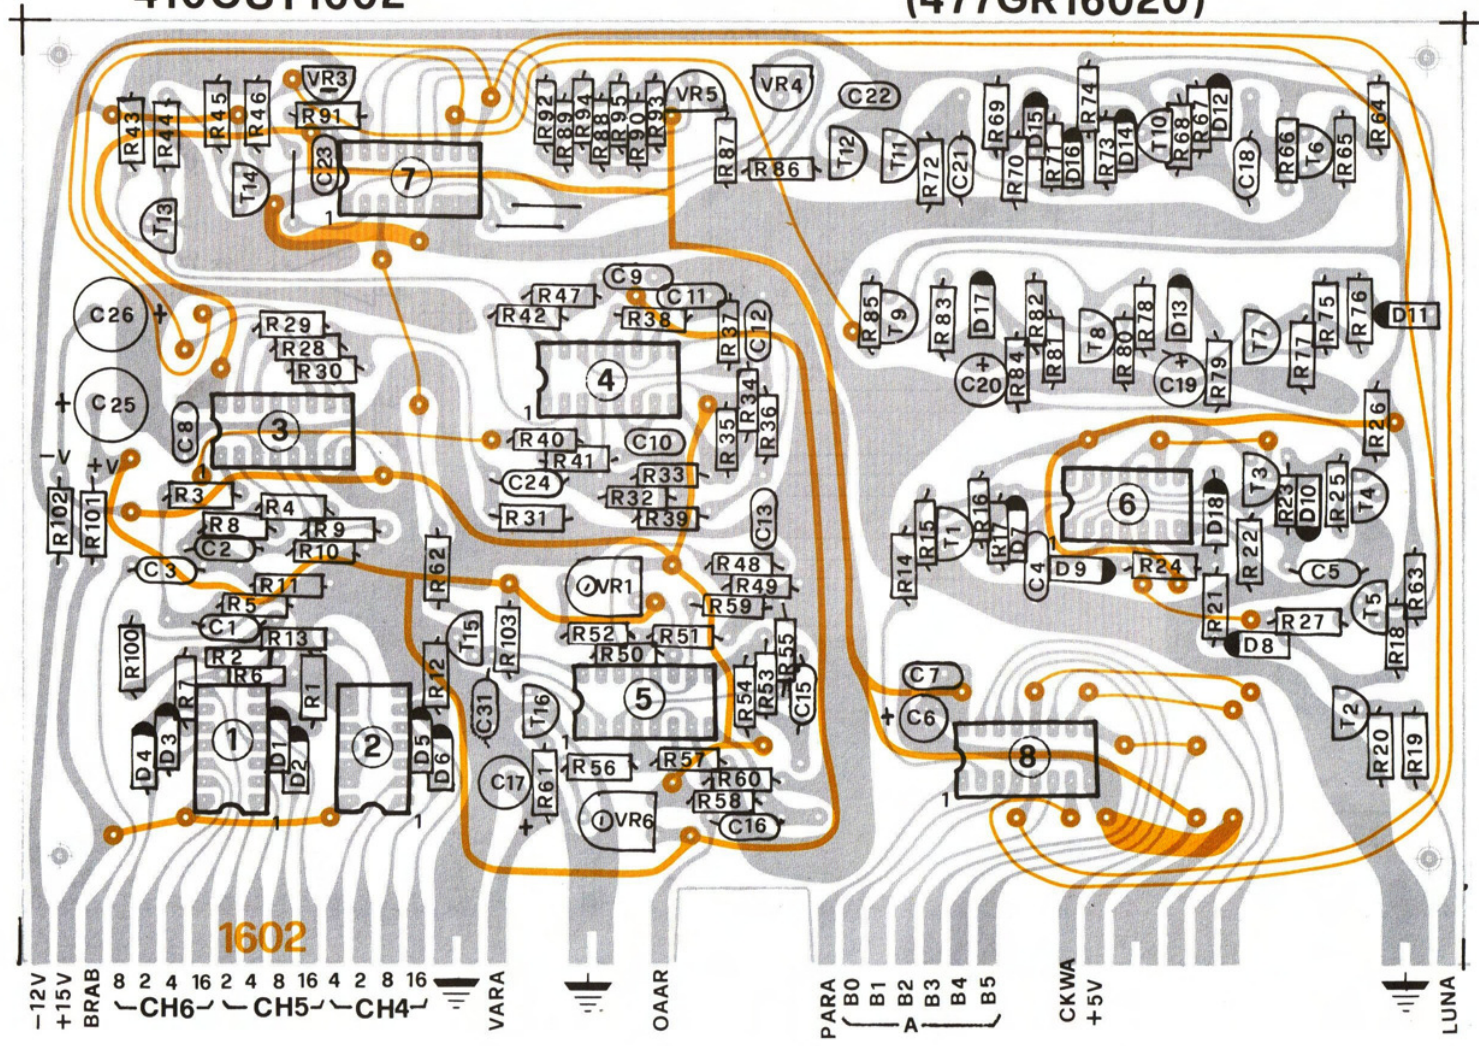 (477GR16020)
VR3
VR5
VR4
C22
R43
R44
R45
R46
R91
R92
R89
R94
R88
R95
R90
R93
R87
R86
T12
T11
R72
C21
R69
R70
D15
R71
D16
R74
R73
D14
T10
R68
R67
D12
C18
R66
T6
R65
R64
T14
C23
7
1
T13
C26 +
C25
+
R29
R28
R30
C8
3
1
C9
R47
C11
R42
R38
R37
C12
4
1
R34
R35
R36
R40
R41
C10
C24
R33
R32
R31
R39
C13
R85
T9
R83
D17
R82
C20
+
R84
R81
T8
R80
R78
D13
C19
+
R79
T7
R77
R75
R76
D11
R26
-V
+V
R102
R101
R3
R4
R8
R9
C2
R10
C3
R11
R5
C1
R13
R2
R6
R100
R7
R1
R62
R12
T15
R103
VR1
R48
R49
R59
R52
R51
R50
R55
R54
R53
C15
5
1
C31
T16
C17
+
R61
R56
R57
R60
R58
VR6
C16
D4
D3
1
D1
D2
2
D5
D6
1
1
R14
R15
T1
R16
R17
D7
C4
1
6
D9
R24
D18
T3
R23
D10
R25
T4
R22
C5
R21
R27
D8
T5
R63
R18
C7
+
C6
8
1
T2
R20
R19
1602
-12V
+15V
BRAB
8 2 4 16 2 4 8 16 4 2 8 16
CH6 CH5 CH4
VARA
OAAR
PARA
B0
B1
B2
B3
B4
B5
A
CKWA
+5V
LUNA